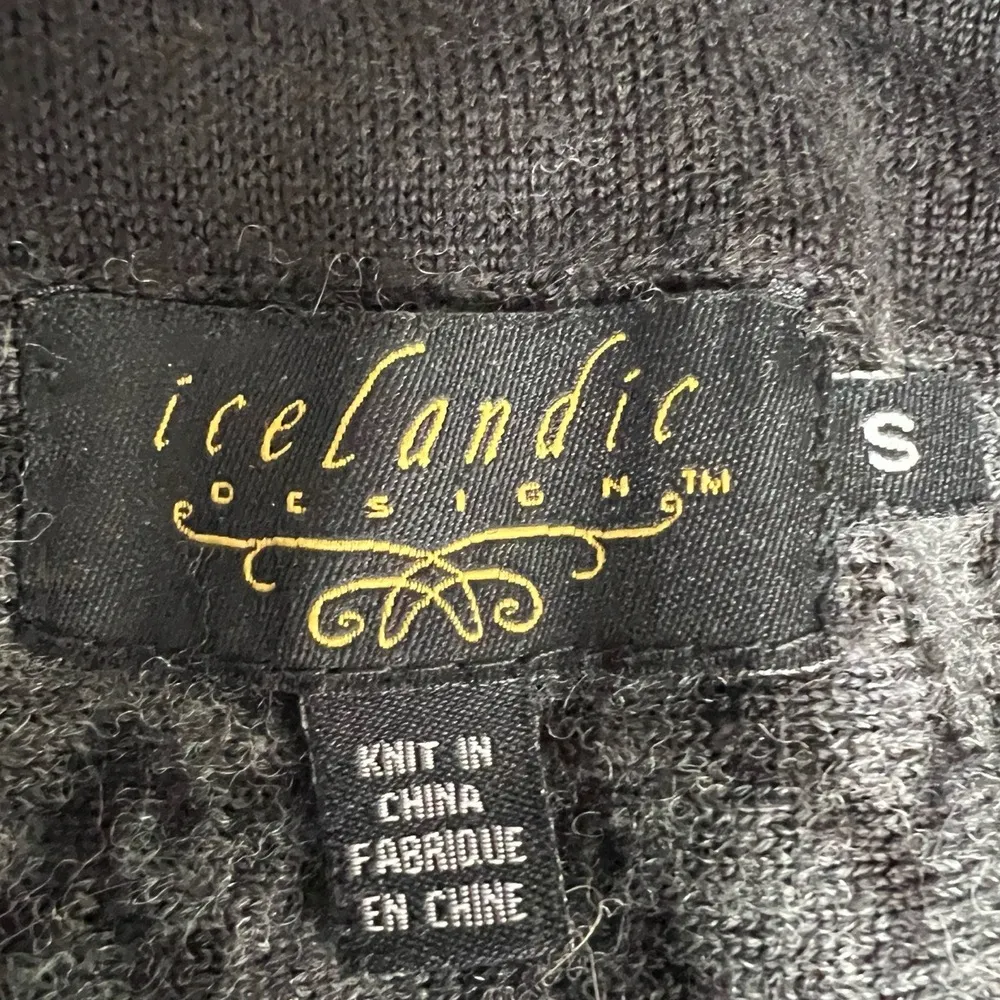 iceLandic
DESIGN™
S
KNIT IN
CHINA
FABRIQUE
EN CHINE